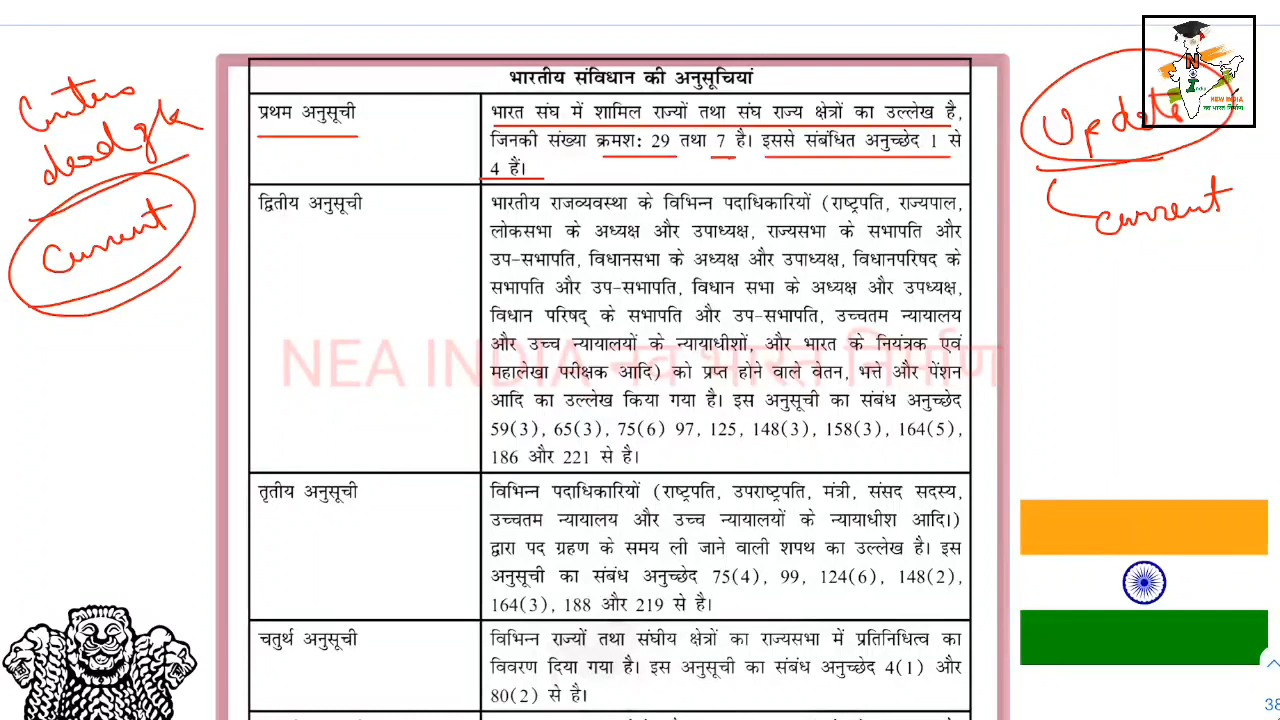 भारतीय संविधान की अनुसूचियां
प्रथम अनुसूची
भारत संघ में शामिल राज्यों तथा संघ राज्य क्षेत्रों का उल्लेख है,
जिनकी संख्या क्रमश: 29 तथा 7 है। इससे संबंधित अनुच्छेद 1 से
4 हैं।
द्वितीय अनुसूची
भारतीय राजव्यवस्था के विभिन्न पदाधिकारियों (राष्ट्रपति, राज्यपाल,
लोकसभा के अध्यक्ष और उपाध्यक्ष, राज्यसभा के सभापति और
उप-सभापति, विधानसभा के अध्यक्ष और उपाध्यक्ष, विधानपरिषद के
सभापति और उप-सभापति, विधान सभा के अध्यक्ष और उपध्यक्ष,
विधान परिषद् के सभापति और उप-सभापति, उच्चतम न्यायालय
और उच्च न्यायालयों के न्यायाधीशों, और भारत के नियंत्रक एवं
महालेखा परीक्षक आदि) को प्राप्त होने वाले वेतन, भत्ते और पेंशन
आदि का उल्लेख किया गया है। इस अनुसूची का संबंध अनुच्छेद
59(3), 65(3), 75(6) 97, 125, 148(3), 158(3), 164(5),
186 और 221 से है।
तृतीय अनुसूची
विभिन्न पदाधिकारियों (राष्ट्रपति, उपराष्ट्रपति, मंत्री, संसद सदस्य,
उच्चतम न्यायालय और उच्च न्यायालयों के न्यायाधीश आदि।)
द्वारा पद ग्रहण के समय ली जाने वाली शपथ का उल्लेख है। इस
अनुसूची का संबंध अनुच्छेद 75(4), 99, 124(6), 148(2),
164(3), 188 और 219 से है।
चतुर्थ अनुसूची
विभिन्न राज्यों तथा संघीय क्षेत्रों का राज्यसभा में प्रतिनिधित्व का
विवरण दिया गया है। इस अनुसूची का संबंध अनुच्छेद 4(1) और
80(2) से है।
NEA INDIA नव भारत निर्माण
Current
Update
current
NEW INDIA
नव भारत निर्माण
38